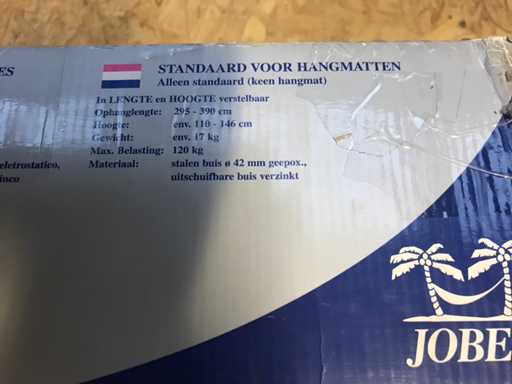 ES
STANDAARD VOOR HANGMATTEN
Alleen standaard (keen hangmat)
In LENGTE en HOOGTE verstelbaar
Ophanglengte: 295 - 390 cm
Hoogte: env. 110 - 146 cm
Gewicht: env. 17 kg
Max. Belasting: 120 kg
eletrostatico, Materiaal: stalen buis ø 42 mm geepox.,
inco uitschuifbare buis verzinkt
JOBE